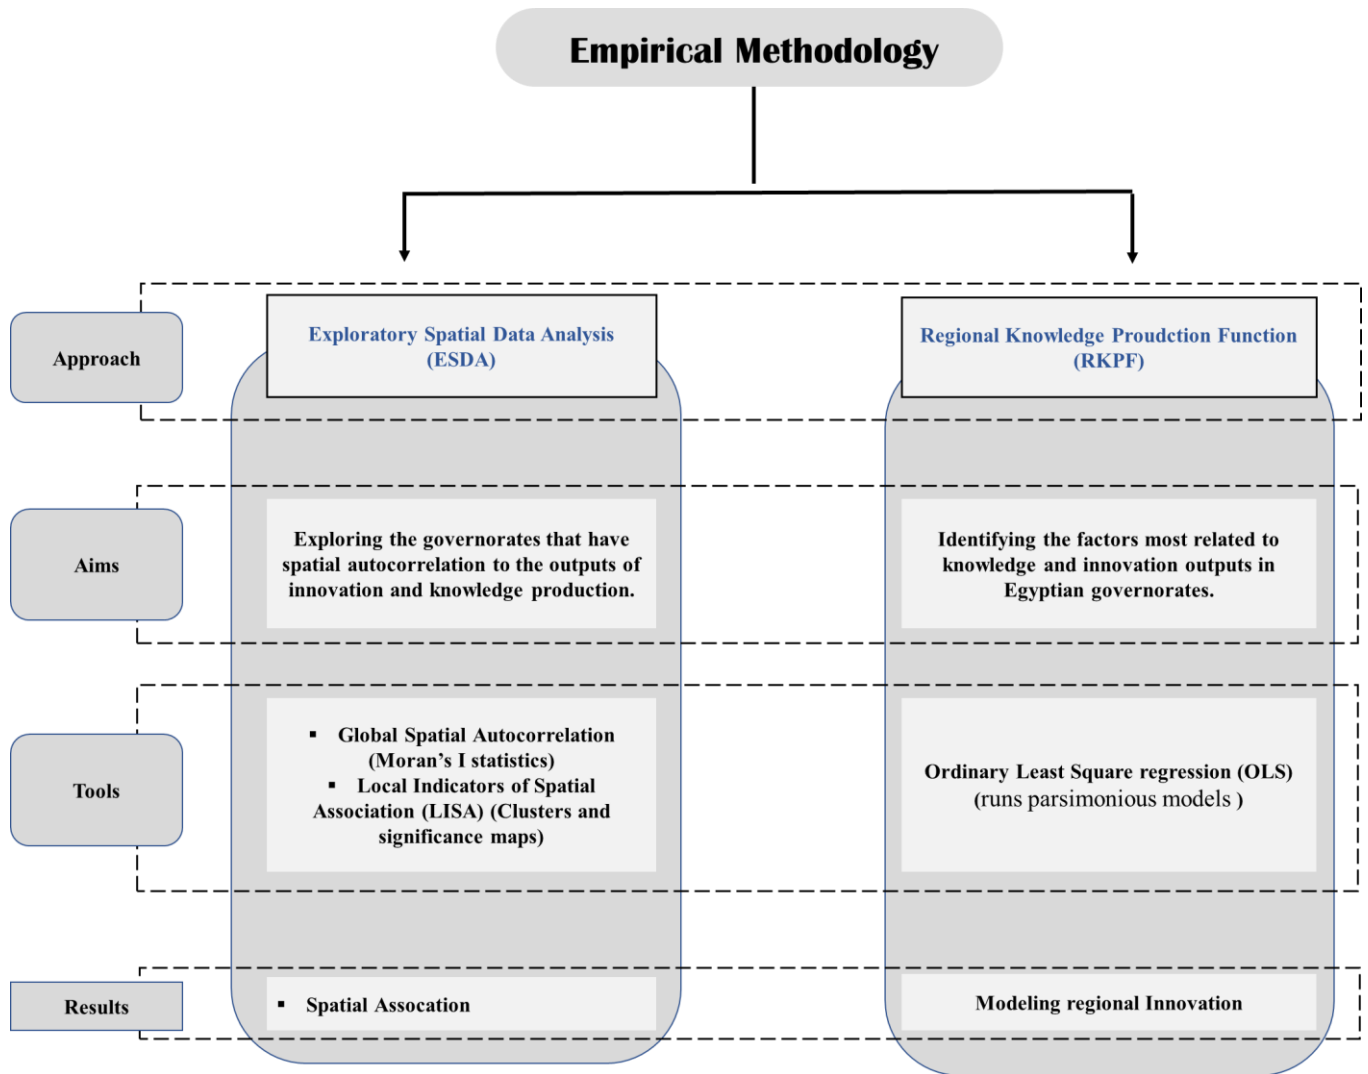 Empirical Methodology
Approach
Exploratory Spatial Data Analysis
(ESDA)
Regional Knowledge Proudction Function
(RKPF)
Aims
Exploring the governorates that have
spatial autocorrelation to the outputs of
innovation and knowledge production.
Identifying the factors most related to
knowledge and innovation outputs in
Egyptian governorates.
Tools
▪ Global Spatial Autocorrelation
(Moran’s I statistics)
▪ Local Indicators of Spatial
Association (LISA) (Clusters and
significance maps)
Ordinary Least Square regression (OLS)
(runs parsimonious models )
Results
▪ Spatial Assocation
Modeling regional Innovation